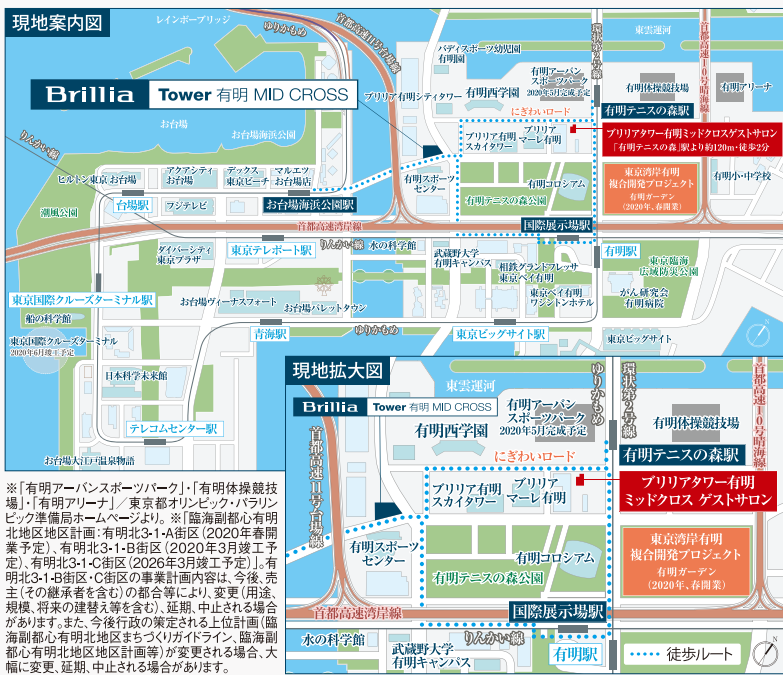 現地案内図
レインボーブリッジ
ゆりかもめ
首都高速11号台場線
ゆりかもめ
環状第2号線
東雲運河
首都高速10号晴海線
バディスポーツ幼児園
有明園
有明アーバン
スポーツパーク
2020年5月完成予定
有明体操競技場
有明アリーナ
Brillia Tower 有明 MID CROSS
ブリリア有明シティタワー
有明西学園
にぎわいロード
有明テニスの森駅
お台場
お台場海浜公園
ブリリア有明
スカイタワー
ブリリア
マーレ有明
ブリリアタワー有明ミッドクロスゲストサロン
「有明テニスの森」駅より約120m・徒歩2分
りんかい線
ヒルトン東京 お台場
アクアシティ
お台場
デックス
東京ビーチ
マルエツ
お台場店
有明スポーツ
センター
有明コロシアム
東京湾岸有明
複合開発プロジェクト
有明ガーデン
(2020年、春開業)
有明小・中学校
台場駅
フジテレビ
お台場海浜公園駅
有明テニスの森公園
潮風公園
首都高速湾岸線
国際展示場駅
ダイバーシティ
東京プラザ
東京テレポート駅
りんかい線
水の科学館
武蔵野大学
有明キャンパス
有明駅
東京臨海
広域防災公園
相鉄グランドフレッサ
東京ベイ有明
東京国際クルーズターミナル駅
お台場ヴィーナスフォート
お台場パレットタウン
東京ベイ有明
ワシントンホテル
がん研究会
有明病院
船の科学館
東京国際クルーズターミナル
2020年6月竣工予定
青海駅
ゆりかもめ
東京ビッグサイト駅
東京ビッグサイト
日本科学未来館
テレコムセンター駅
お台場大江戸温泉物語
※「有明アーバンスポーツパーク」・「有明体操競技
場」・「有明アリーナ」／東京都オリンピック・パラリン
ピック準備局ホームページより。※「臨海副都心有明
北地区地区計画：有明北3-1-A街区（2020年春開
業予定）、有明北3-1-B街区（2020年3月竣工予
定）、有明北3-1-C街区（2026年3月竣工予定）」。有
明北3-1-B街区・C街区の事業計画内容は、今後、売
主（その継承者を含む）の都合等により、変更（用途、
規模、将来の建替え等を含む）、延期、中止される場合
があります。また、今後行政の策定される上位計画（臨
海副都心有明北地区まちづくりガイドライン、臨海副
都心有明北地区地区計画等）が変更される場合、大
幅に変更、延期、中止される場合があります。
現地拡大図
東雲運河
ゆりかもめ
環状第2号線
首都高速10号晴海線
Brillia Tower 有明 MID CROSS
有明アーバン
スポーツパーク
2020年5月完成予定
有明体操競技場
首都高速11号台場線
有明西学園
にぎわいロード
有明テニスの森駅
ブリリア有明
スカイタワー
ブリリア
マーレ有明
ブリリアタワー有明
ミッドクロス ゲストサロン
有明スポーツ
センター
有明コロシアム
有明テニスの森公園
東京湾岸有明
複合開発プロジェクト
有明ガーデン
(2020年、春開業)
首都高速湾岸線
国際展示場駅
水の科学館
りんかい線
武蔵野大学
有明キャンパス
有明駅
徒歩ルート